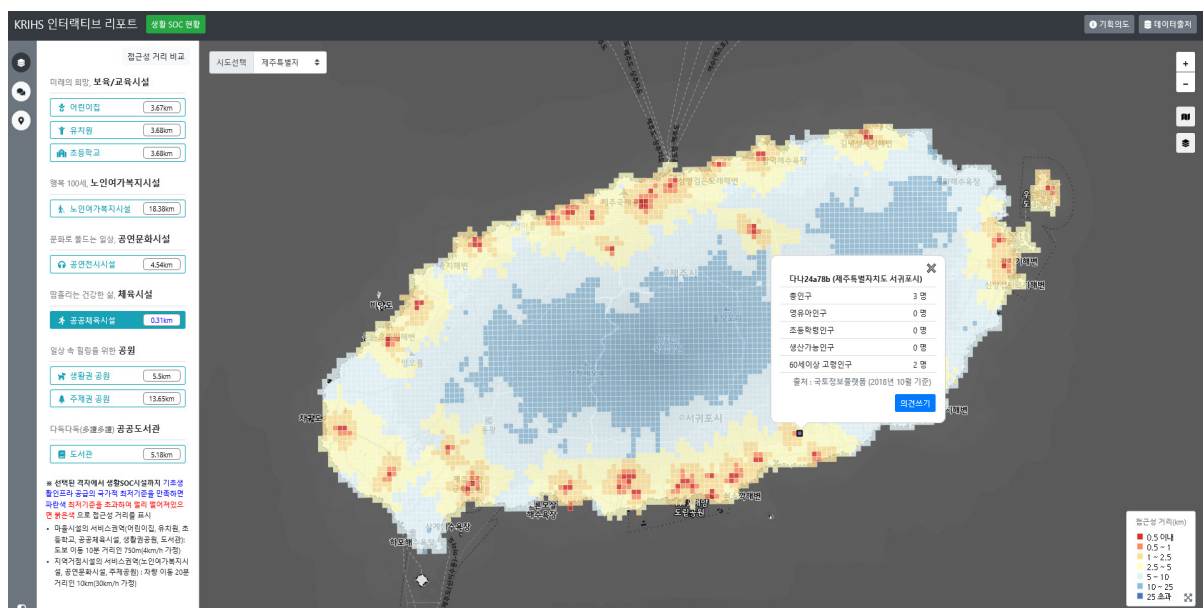 KRIHS 인터랙티브 리포트
생활 SOC 현황
기획의도
데이터출처
접근성 거리 비교
미래의 희망, 보육/교육시설
어린이집 3.67km
유치원 3.68km
초등학교 3.68km
행복 100세, 노인여가복지시설
노인여가복지시설 18.38km
문화로 물드는 일상, 공연문화시설
공연전시시설 4.54km
땀흘리는 건강한 삶, 체육시설
공공체육시설 0.31km
일상 속 힐링을 위한 공원
생활권 공원 5.5km
주제권 공원 13.65km
다독다독(多讀多讀) 공공도서관
도서관 5.18km
※ 선택된 격자에서 생활SOC시설까지 기초생
활인프라 공급의 국가적 최저기준을 만족하면
파란색 최저기준을 초과하여 멀리 떨어져있으
면 붉은색 으로 접근성 거리를 표시
• 마을시설의 서비스권역(어린이집, 유치원, 초
등학교, 공공체육시설, 생활권공원, 도서관):
도보 이동 10분 거리인 750m(4km/h 가정)
• 지역거점시설의 서비스권역(노인여가복지시
설, 공연문화시설, 주제공원) : 차량 이동 20분
거리인 10km(30km/h 가정)
시도선택 제주특별자
+
−
우도
비양도
제주시
서귀포시
차귀도
도립공원
다나24a78b (제주특별자치도 서귀포시)
총인구 3 명
영유아인구 0 명
초등학령인구 0 명
생산가능인구 0 명
60세이상 고령인구 2 명
출처 : 국토정보플랫폼 (2018년 10월 기준)
의견쓰기
접근성 거리(km)
0.5 이내
0.5 ~ 1
1 ~ 2.5
2.5 ~ 5
5 ~ 10
10 ~ 25
25 초과